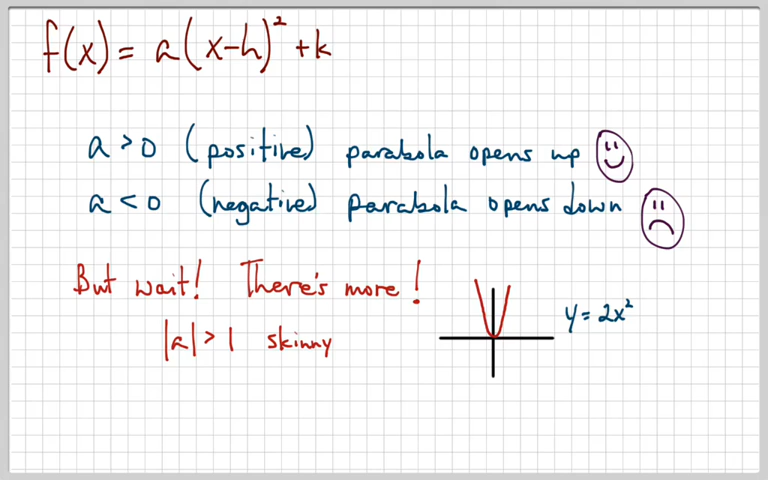 f(x) = a(x-h)² + k
a > 0 (positive) parabola opens up
a < 0 (negative) parabola opens down
But wait! There's more!
|a| > 1 skinny
y = 2x²